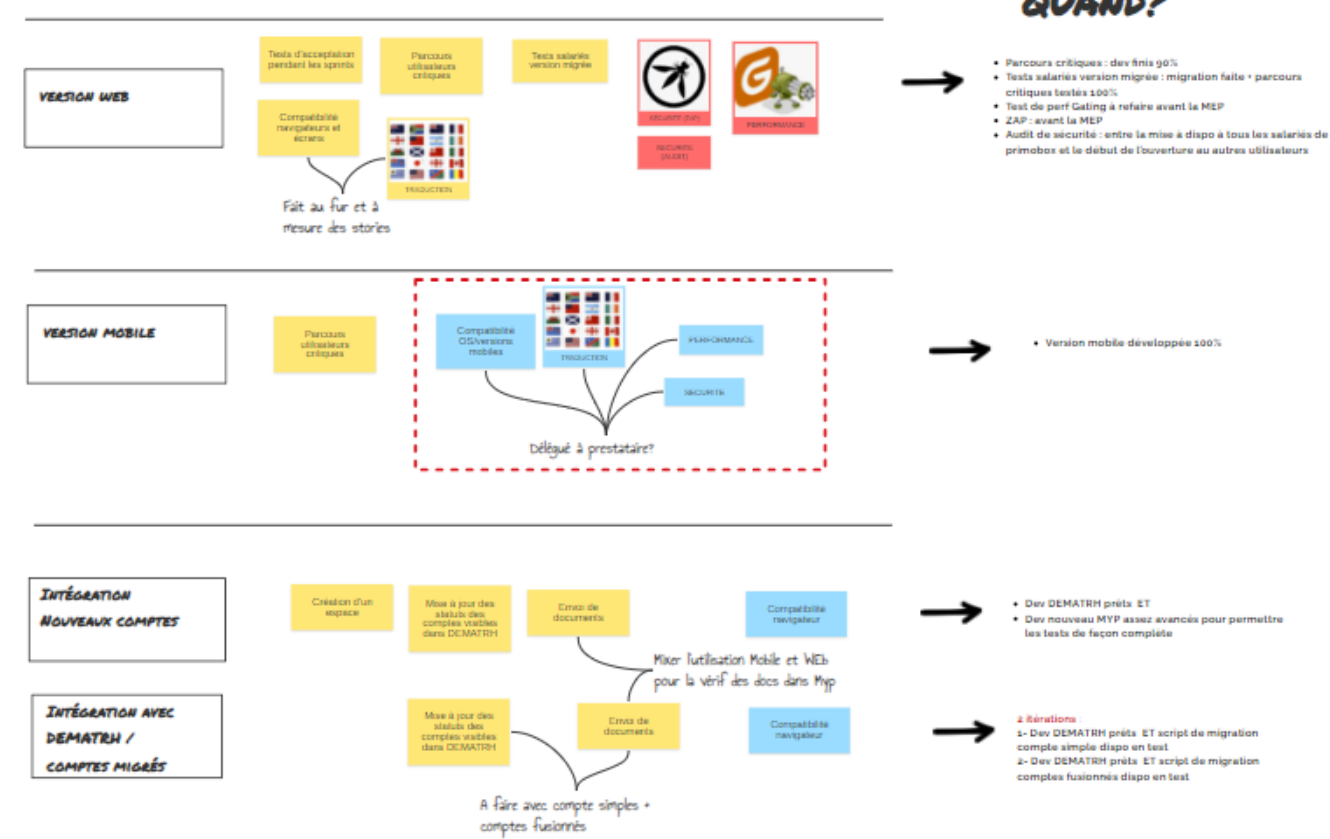 QUAND?
VERSION WEB
Tests d'acceptation
pendant les sprints
Parcours
utilisateurs
critiques
Tests salariés
version migrée
Compatibilité
navigateurs et
écrans
TRADUCTION
SÉCURITÉ (ZAP)
PERFORMANCE
SÉCURITÉ
(AUDIT)
Fait au fur et à
mesure des stories
• Parcours critiques : dev finis 90%
• Tests salariés version migrée : migration faite + parcours
critiques testés 100%
• Test de perf Gatling à refaire avant la MEP
• ZAP : avant la MEP
• Audit de sécurité : entre la mise à dispo à tous les salariés de
primobox et le début de l'ouverture au autres utilisateurs
VERSION MOBILE
Parcours
utilisateurs
critiques
Compatibilité
OS/versions
mobiles
TRADUCTION
PERFORMANCE
SECURITE
Délégué à prestataire?
• Version mobile développée 100%
INTÉGRATION
NOUVEAUX COMPTES
Création d'un
espace
Mise à jour des
statuts des
comptes visibles
dans DEMATRH
Envoi de
documents
Compatibilité
navigateur
Mixer l'utilisation Mobile et WEb
pour la vérif des docs dans Myp
• Dev DEMATRH prêts ET
• Dev nouveau MYP assez avancés pour permettre
les tests de façon complète
INTÉGRATION AVEC
DEMATRH /
COMPTES MIGRÉS
Mise à jour des
statuts des
comptes visibles
dans DEMATRH
Envoi de
documents
Compatibilité
navigateur
A faire avec compte simples +
comptes fusionnés
2 itérations :
1- Dev DEMATRH prêts ET script de migration
compte simple dispo en test
2- Dev DEMATRH prêts ET script de migration
comptes fusionnés dispo en test